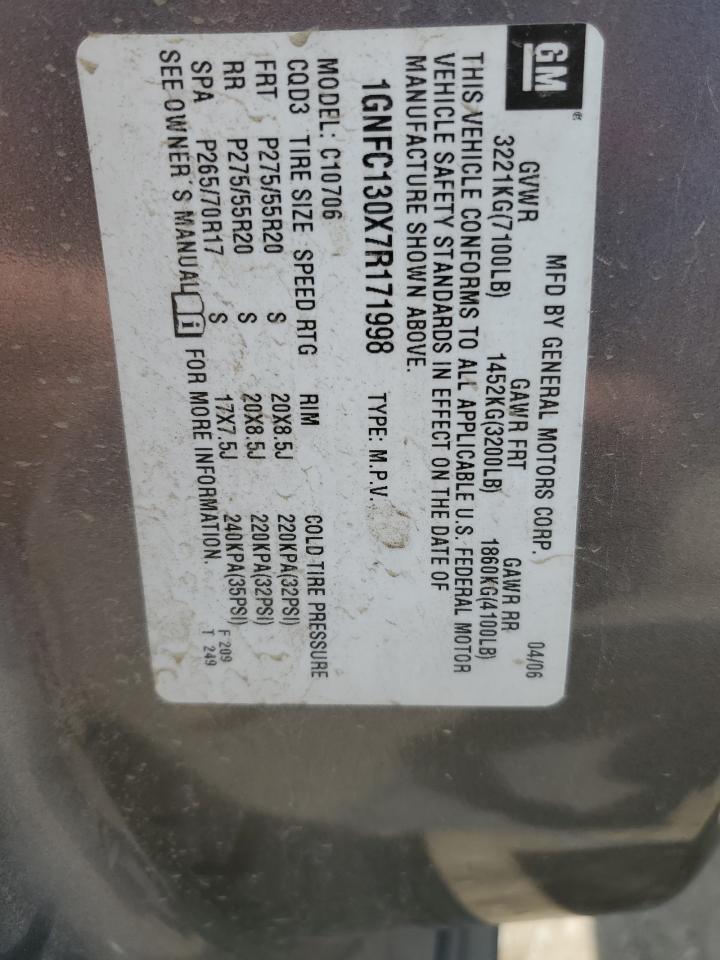 GM®
MFD BY GENERAL MOTORS CORP. 04/06
GVWR GAWR FRT GAWR RR
3221KG(7100LB) 1452KG(3200LB) 1860KG(4100LB)
THIS VEHICLE CONFORMS TO ALL APPLICABLE U.S. FEDERAL MOTOR
VEHICLE SAFETY STANDARDS IN EFFECT ON THE DATE OF
MANUFACTURE SHOWN ABOVE.
1GNFC130X7R171998 TYPE: M.P.V.
MODEL: C10706
CQD3 TIRE SIZE SPEED RTG RIM COLD TIRE PRESSURE
FRT P275/55R20 S 20X8.5J 220KPA(32PSI)
RR P275/55R20 S 20X8.5J 220KPA(32PSI)
SPA P265/70R17 S 17X7.5J 240KPA(35PSI)
SEE OWNER'S MANUAL i FOR MORE INFORMATION.
F 209
T 249